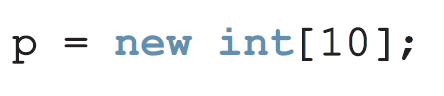 p = new int[10];